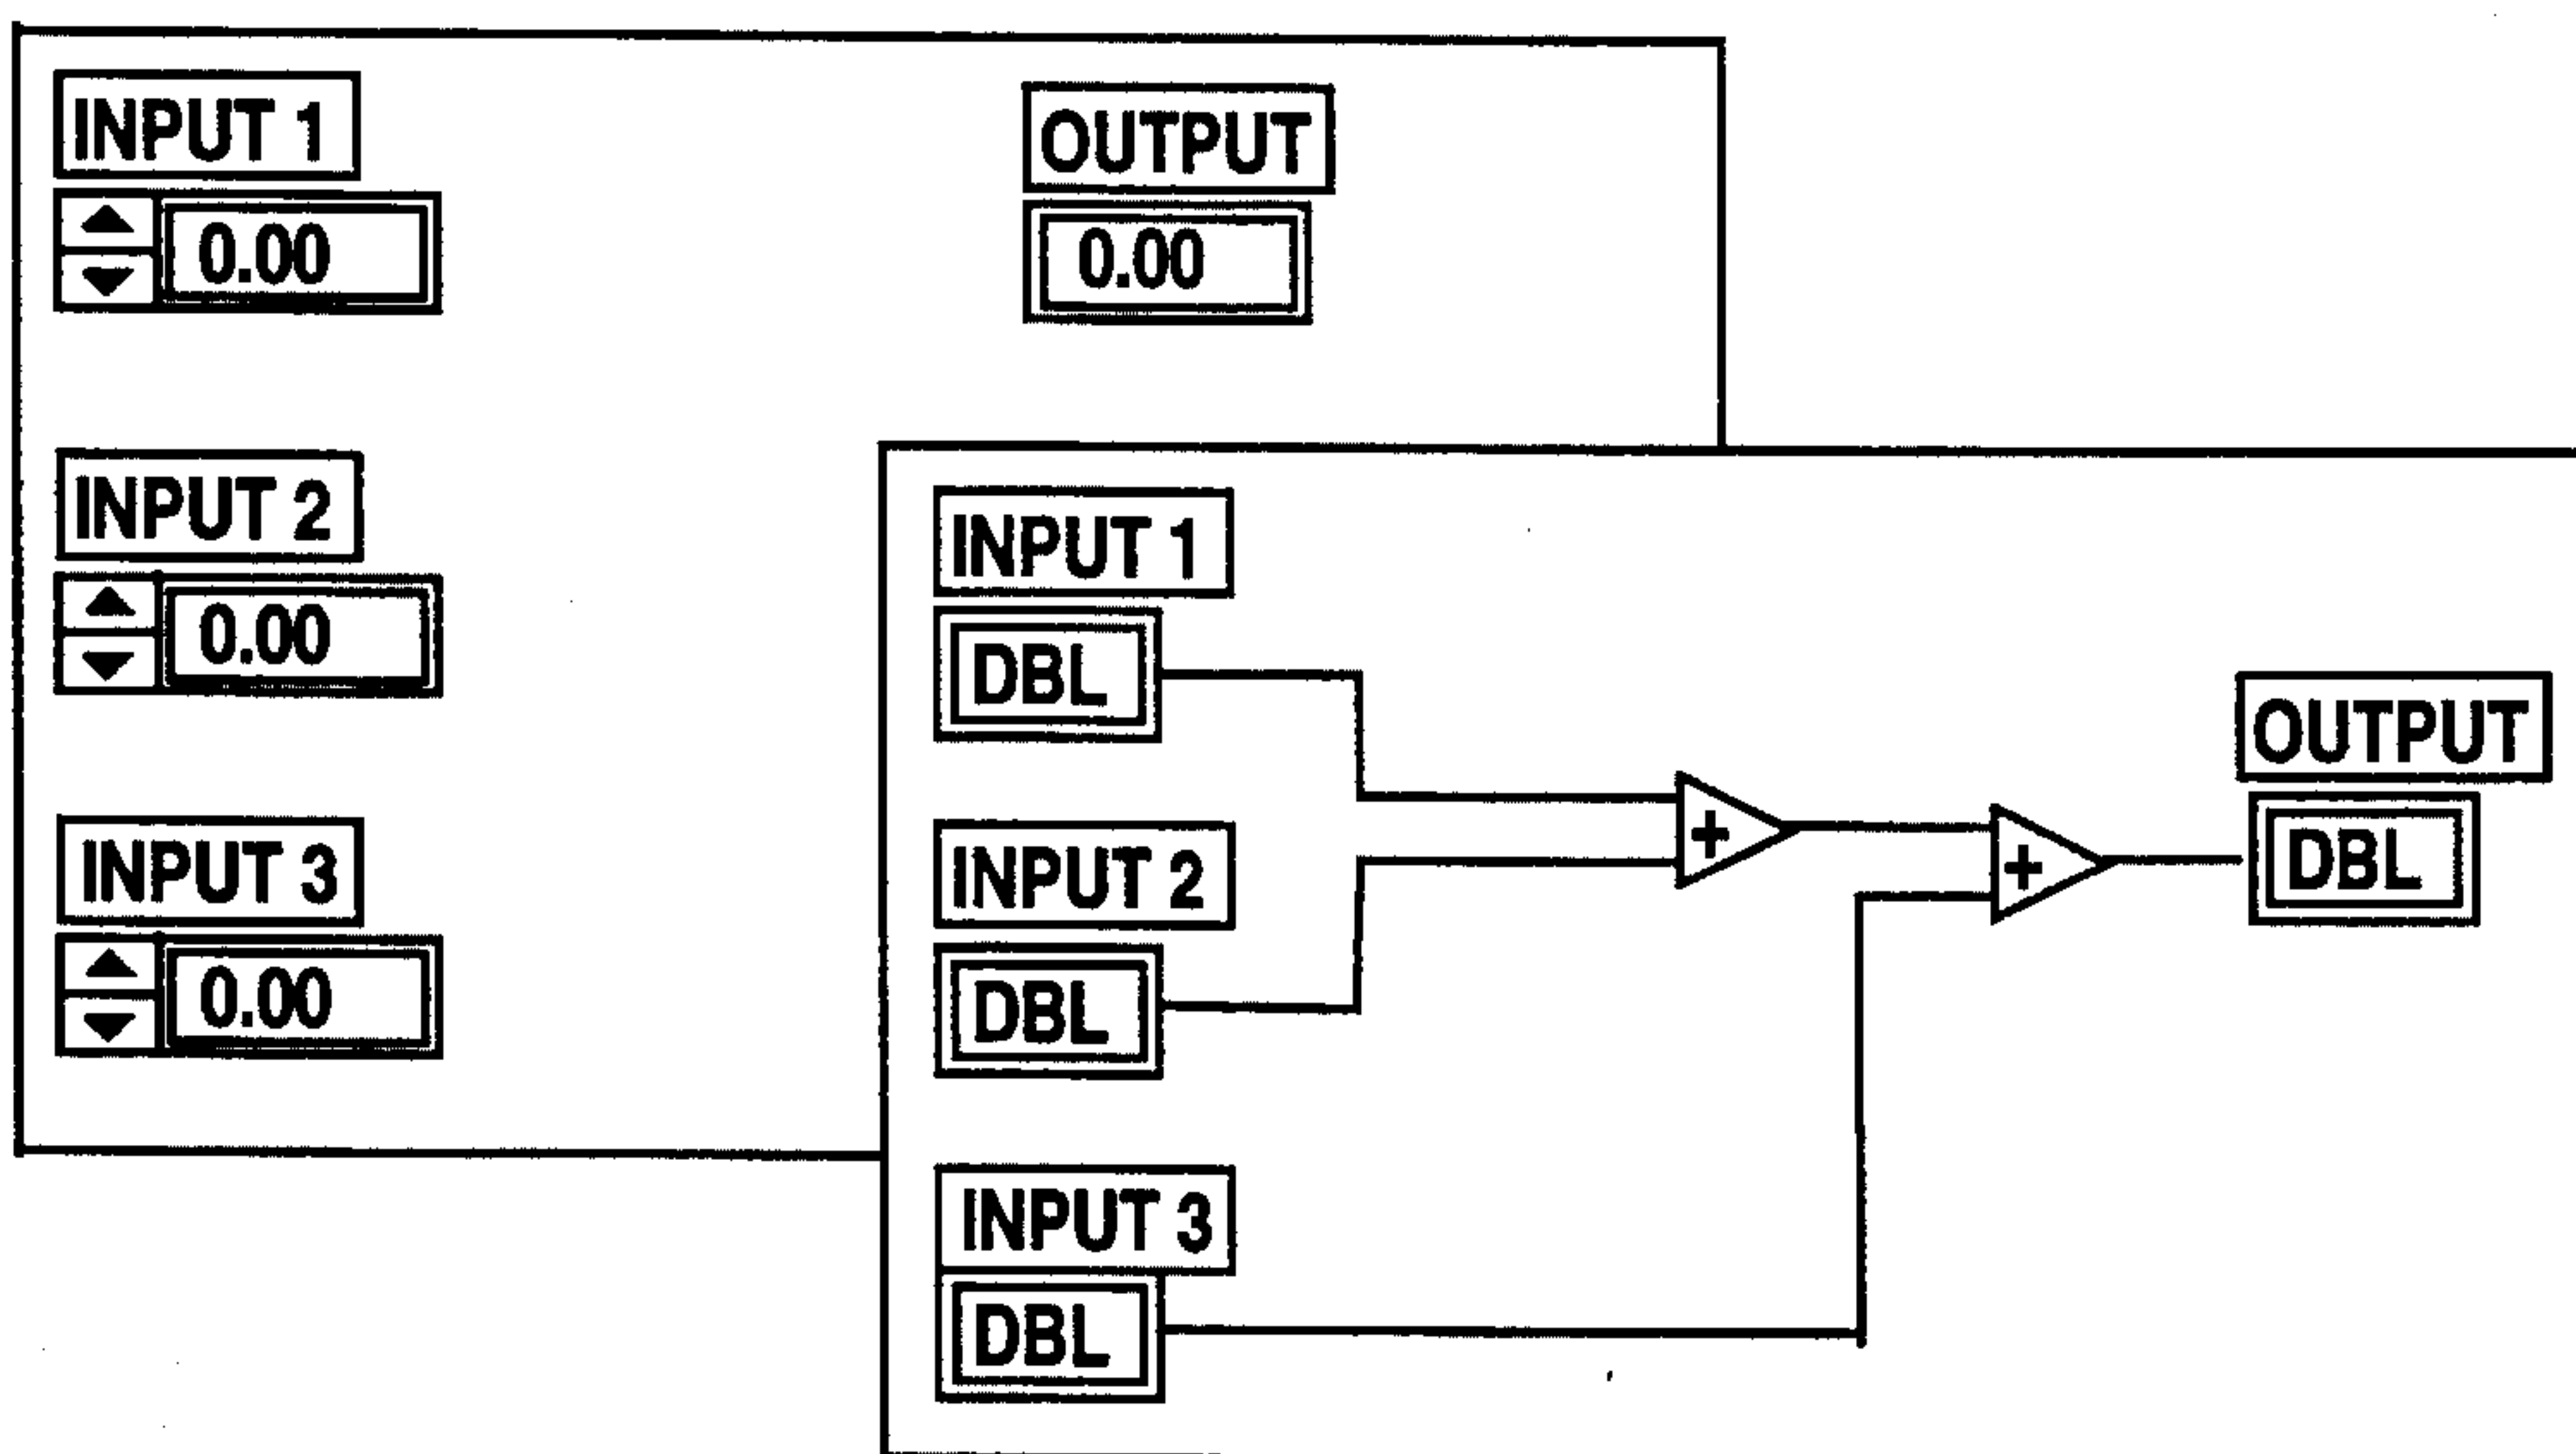 INPUT 1
0.00
OUTPUT
0.00
INPUT 2
0.00
INPUT 3
0.00
INPUT 1
DBL
INPUT 2
DBL
+
+
OUTPUT
DBL
INPUT 3
DBL